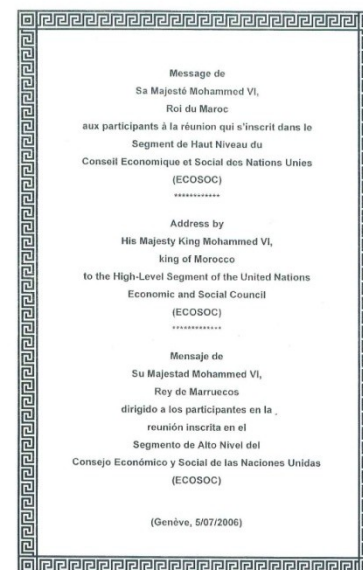 Message de
Sa Majesté Mohammed VI,
Roi du Maroc
aux participants à la réunion qui s'inscrit dans le
Segment de Haut Niveau du
Conseil Economique et Social des Nations Unies
(ECOSOC)
************
Address by
His Majesty King Mohammed VI,
king of Morocco
to the High-Level Segment of the United Nations
Economic and Social Council
(ECOSOC)
*************
Mensaje de
Su Majestad Mohammed VI,
Rey de Marruecos
dirigido a los participantes en la
reunión inscrita en el
Segmento de Alto Nivel del
Consejo Económico y Social de las Naciones Unidas
(ECOSOC)
(Genève, 5/07/2006)